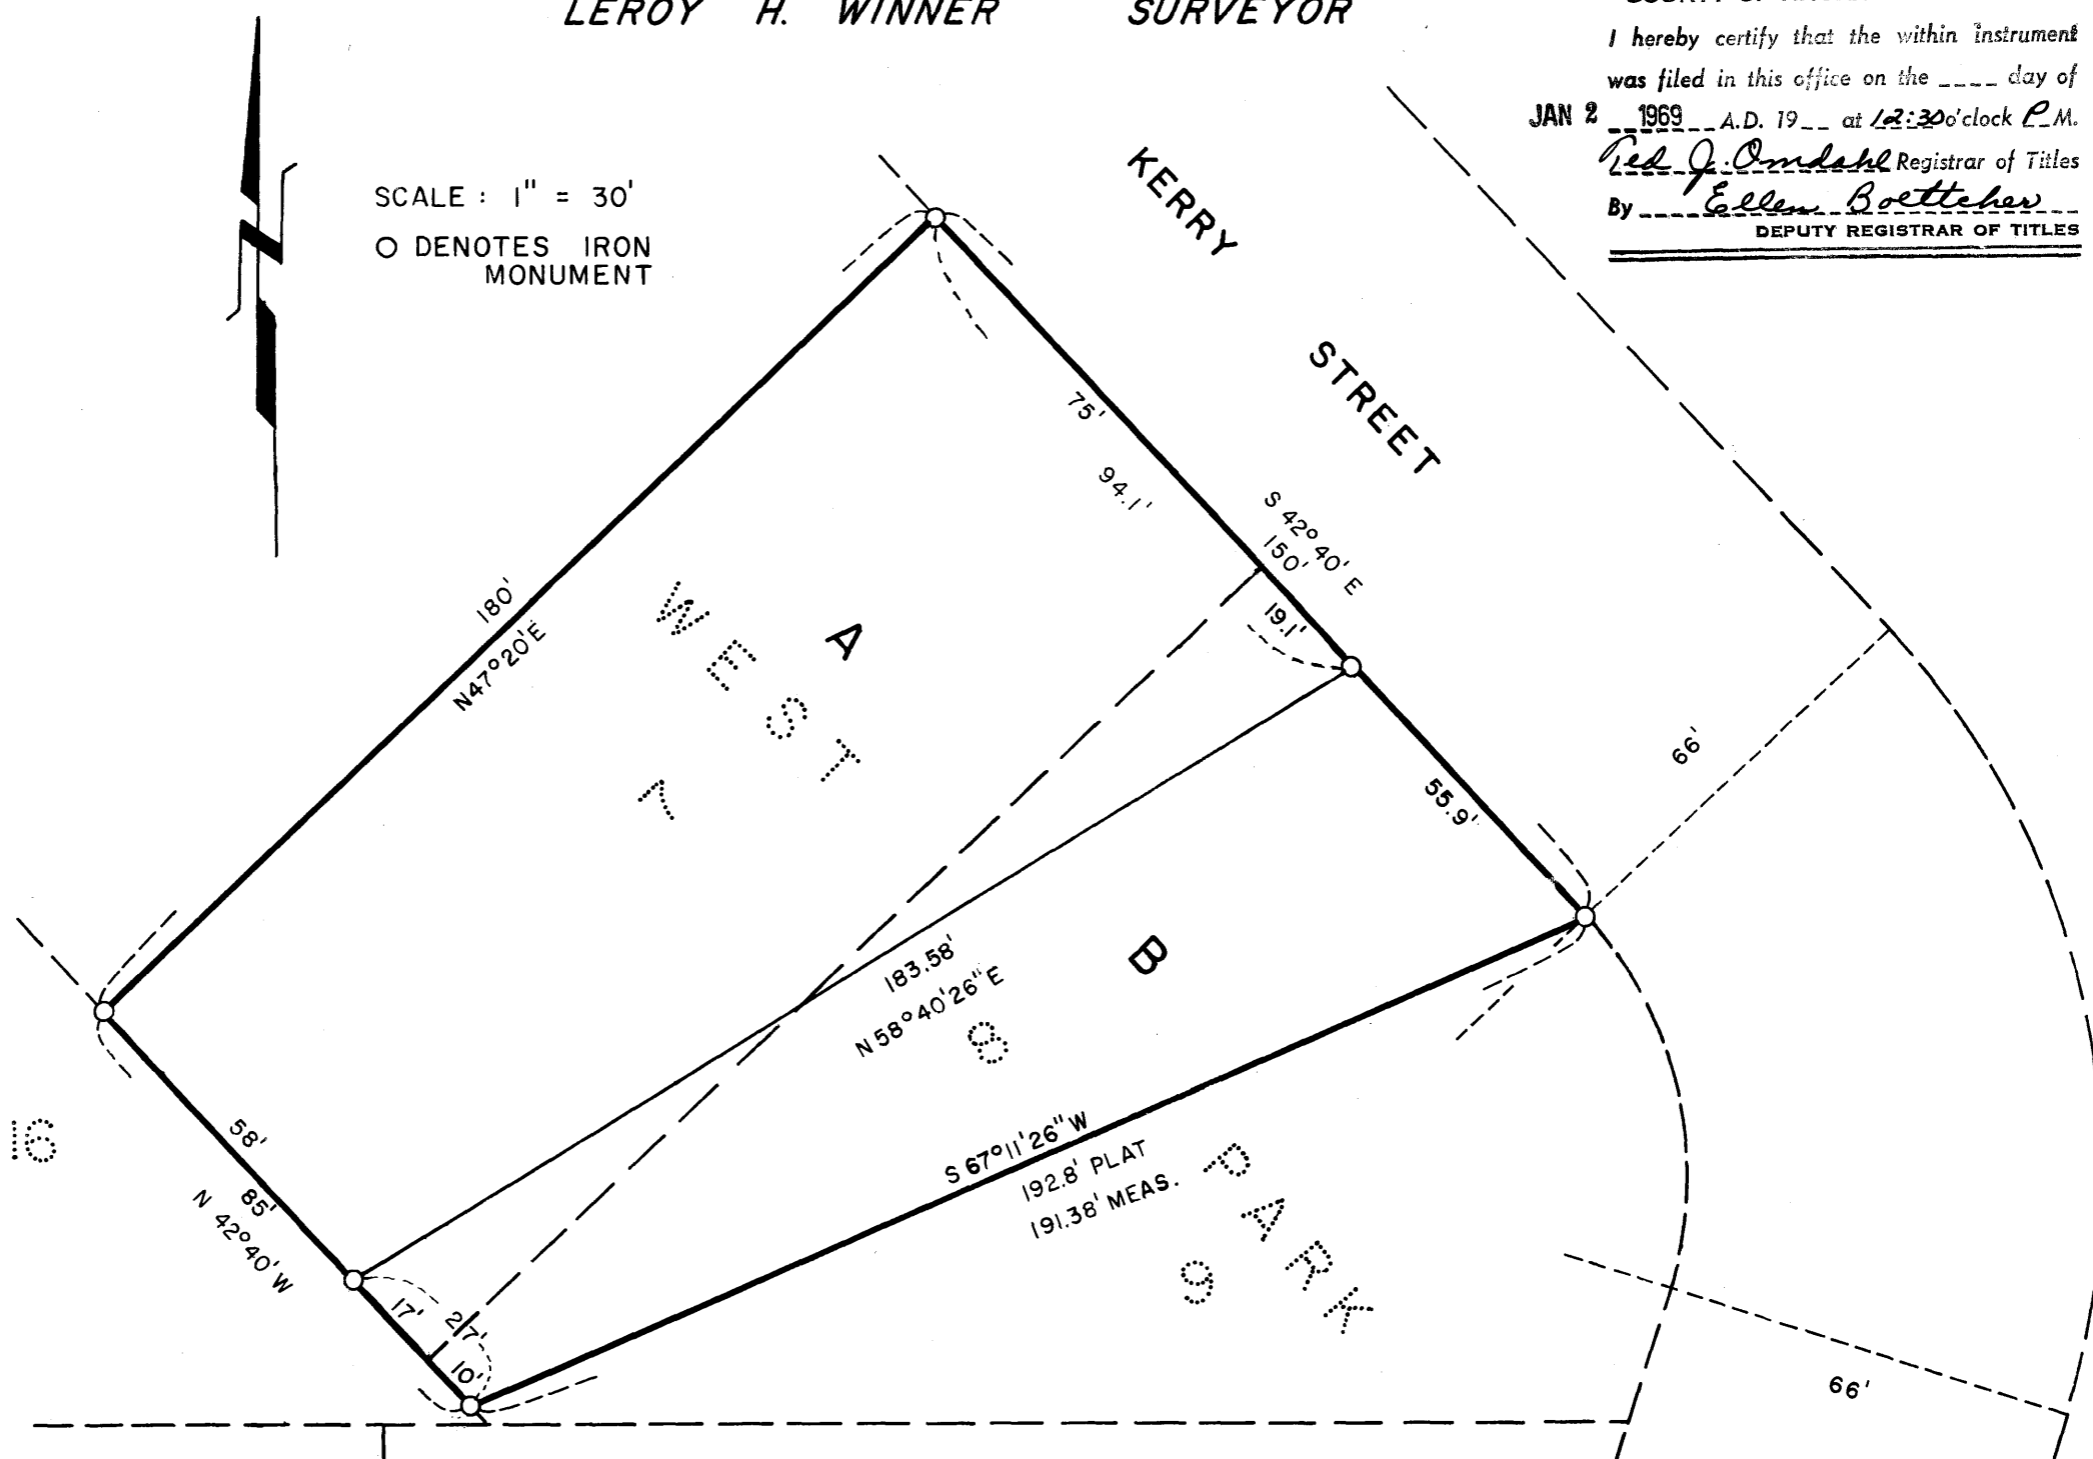 LEROY H. WINNER SURVEYOR
I hereby certify that the within instrument
was filed in this office on the ____ day of
JAN 2 1969 A.D. 19__ at 12:30 o'clock P.M.
Ted J. Omdahl Registrar of Titles
By Ellen Boettcher
DEPUTY REGISTRAR OF TITLES
SCALE : 1" = 30'
O DENOTES IRON
MONUMENT
KERRY STREET
75'
94.1'
S 42°40' E
150'
19.1'
180'
N47°20'E
A
WEST
7
66'
55.9'
183.58'
N 58°40'26" E
B
8
S 67°11'26" W
192.8' PLAT
191.38' MEAS.
PARK
9
16
58'
85'
N 42°40' W
17'
27'
10'
66'